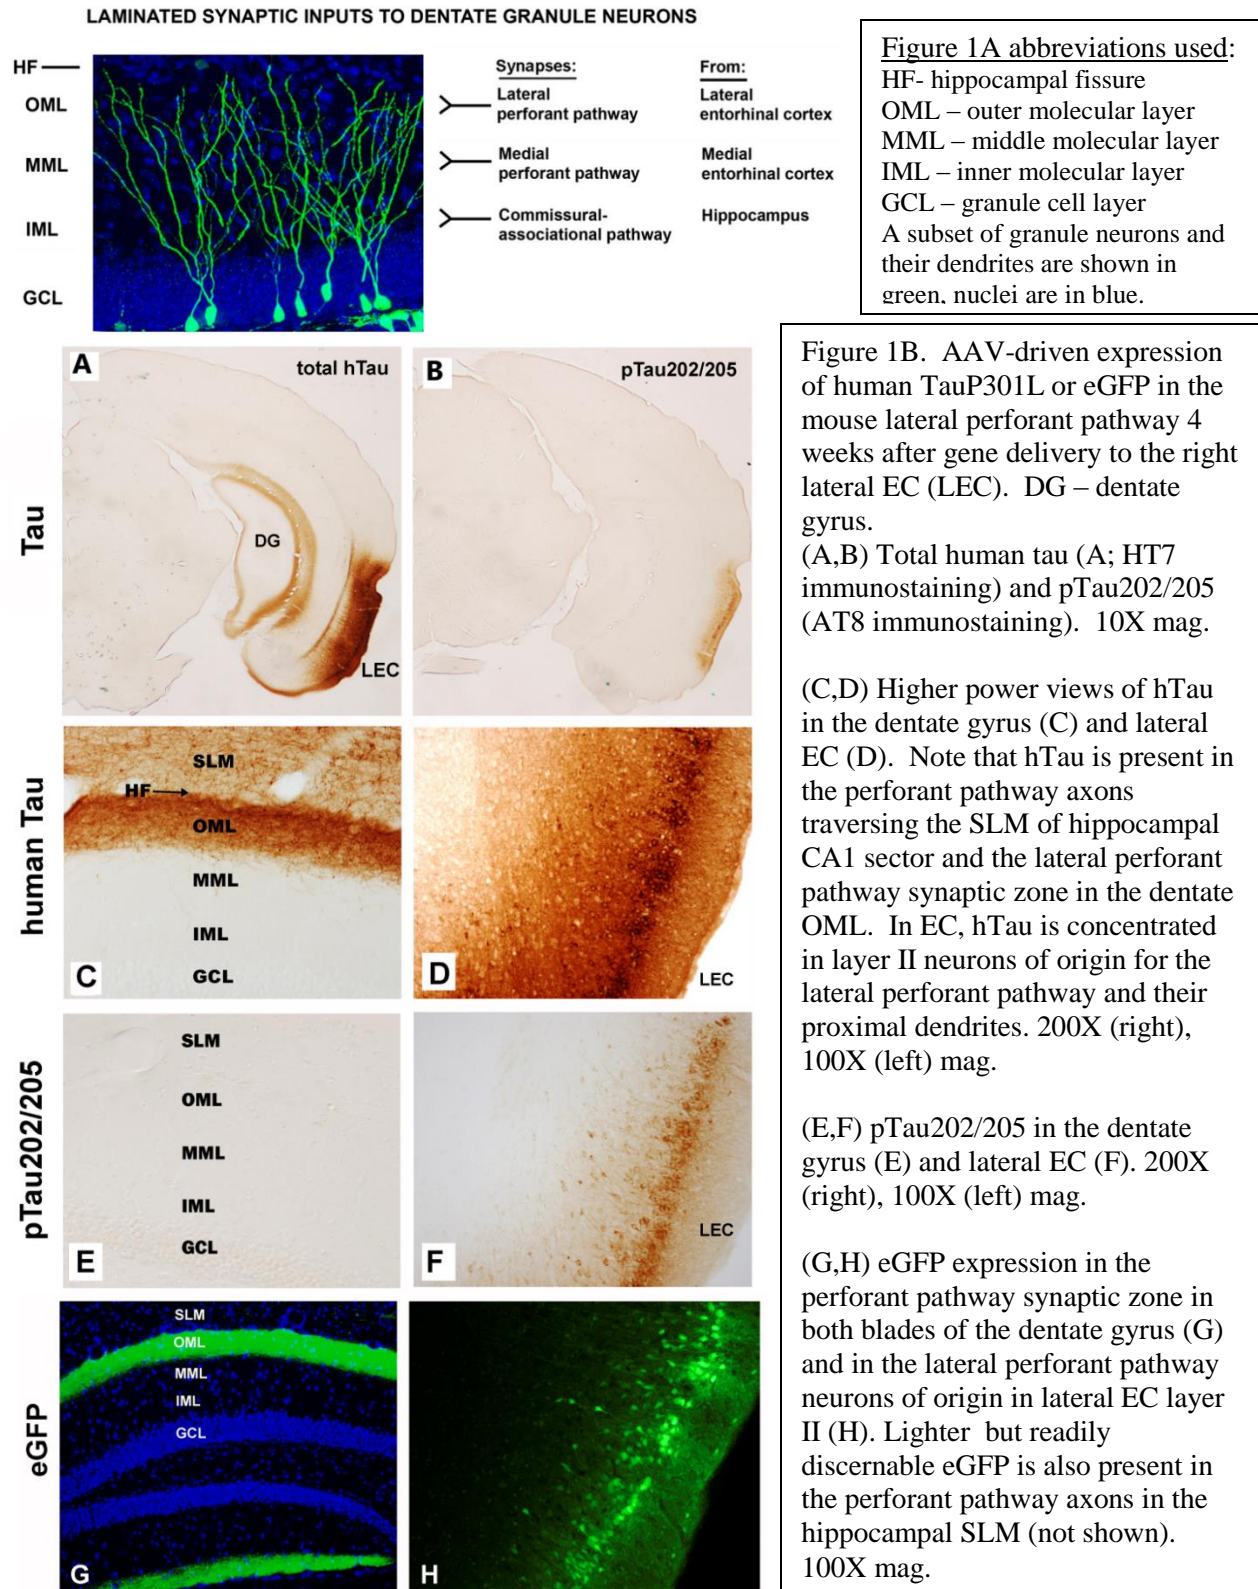 LAMINATED SYNAPTIC INPUTS TO DENTATE GRANULE NEURONS
HF
OML
MML
IML
GCL
Synapses:
From:
Lateral
perforant pathway
Lateral
entorhinal cortex
Medial
perforant pathway
Medial
entorhinal cortex
Commissural-
associational pathway
Hippocampus
Figure 1A abbreviations used:
HF- hippocampal fissure
OML – outer molecular layer
MML – middle molecular layer
IML – inner molecular layer
GCL – granule cell layer
A subset of granule neurons and
their dendrites are shown in
green, nuclei are in blue.
Tau
A
total hTau
DG
LEC
B
pTau202/205
human Tau
SLM
HF
OML
MML
IML
GCL
C
D
LEC
pTau202/205
SLM
OML
MML
IML
GCL
E
F
LEC
eGFP
SLM
OML
MML
IML
GCL
G
H
Figure 1B. AAV-driven expression
of human TauP301L or eGFP in the
mouse lateral perforant pathway 4
weeks after gene delivery to the right
lateral EC (LEC). DG – dentate
gyrus.
(A,B) Total human tau (A; HT7
immunostaining) and pTau202/205
(AT8 immunostaining). 10X mag.
(C,D) Higher power views of hTau
in the dentate gyrus (C) and lateral
EC (D). Note that hTau is present in
the perforant pathway axons
traversing the SLM of hippocampal
CA1 sector and the lateral perforant
pathway synaptic zone in the dentate
OML. In EC, hTau is concentrated
in layer II neurons of origin for the
lateral perforant pathway and their
proximal dendrites. 200X (right),
100X (left) mag.
(E,F) pTau202/205 in the dentate
gyrus (E) and lateral EC (F). 200X
(right), 100X (left) mag.
(G,H) eGFP expression in the
perforant pathway synaptic zone in
both blades of the dentate gyrus (G)
and in the lateral perforant pathway
neurons of origin in lateral EC layer
II (H). Lighter but readily
discernable eGFP is also present in
the perforant pathway axons in the
hippocampal SLM (not shown).
100X mag.